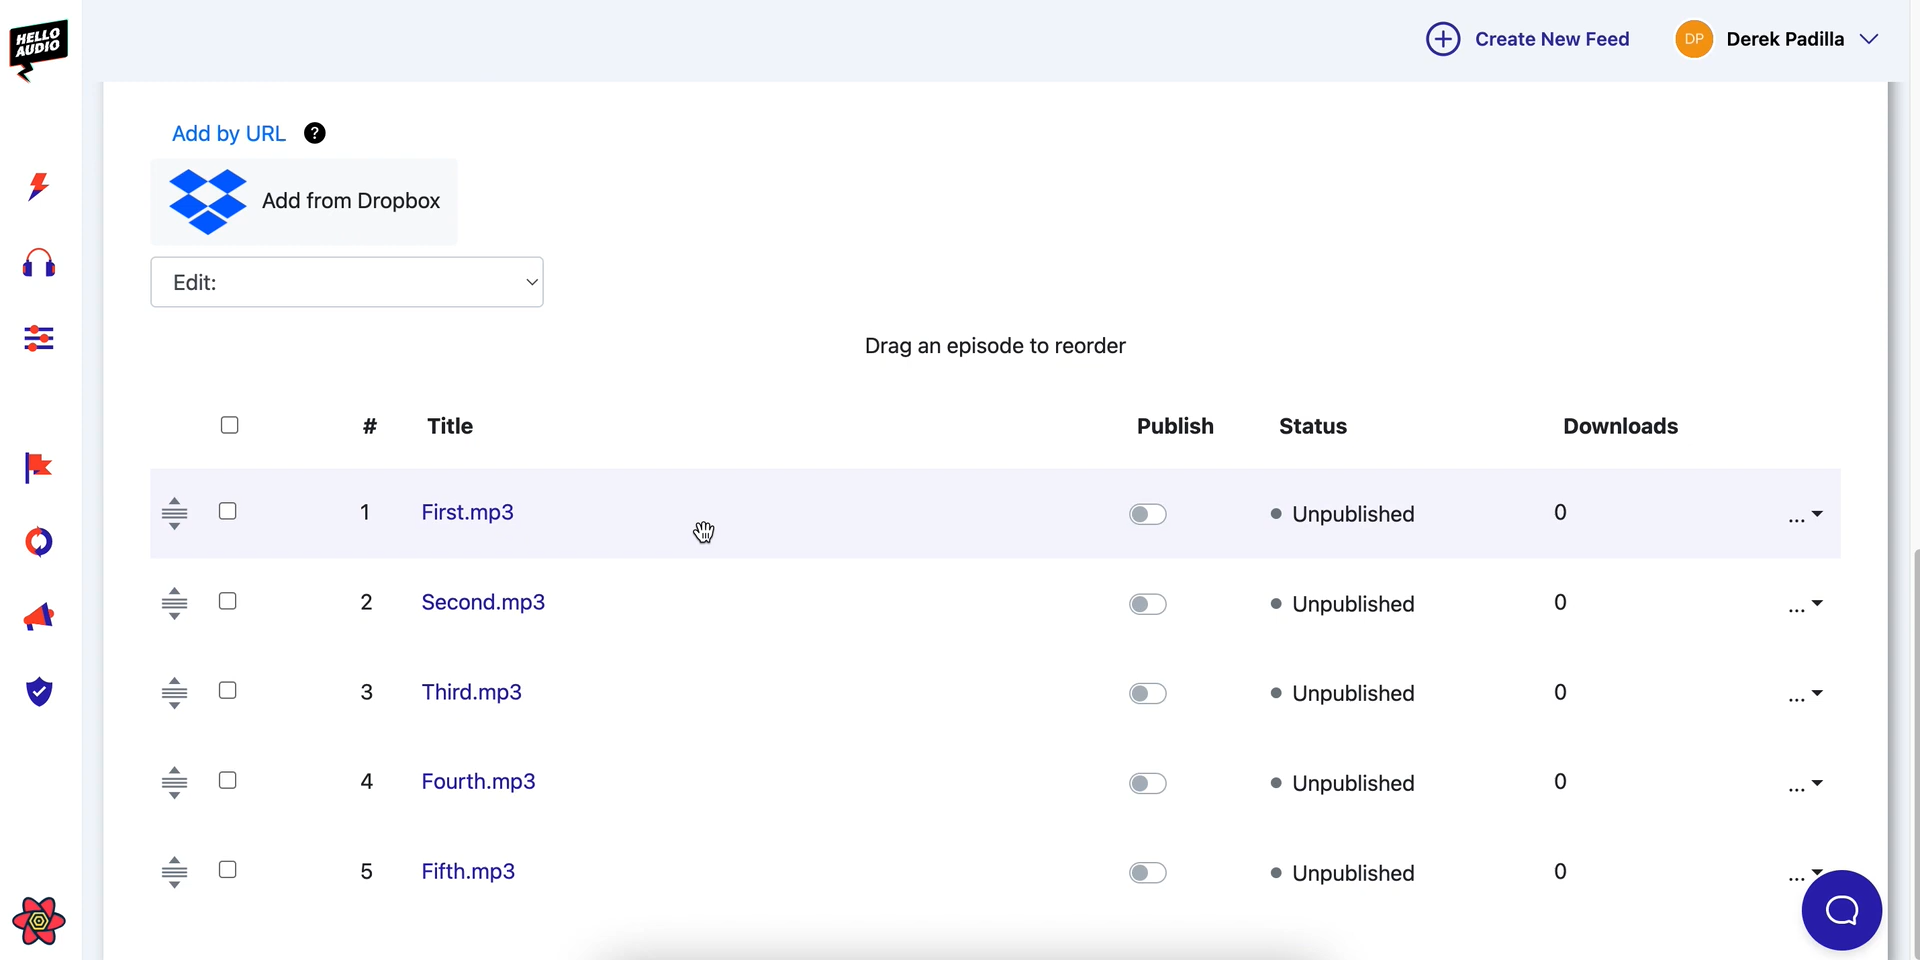 HELLO
AUDIO
Create New Feed
DP
Derek Padilla
Add by URL ?
Add from Dropbox
Edit:
Drag an episode to reorder
# Title Publish Status Downloads
1 First.mp3 Unpublished 0 ...
2 Second.mp3 Unpublished 0 ...
3 Third.mp3 Unpublished 0 ...
4 Fourth.mp3 Unpublished 0 ...
5 Fifth.mp3 Unpublished 0 ...